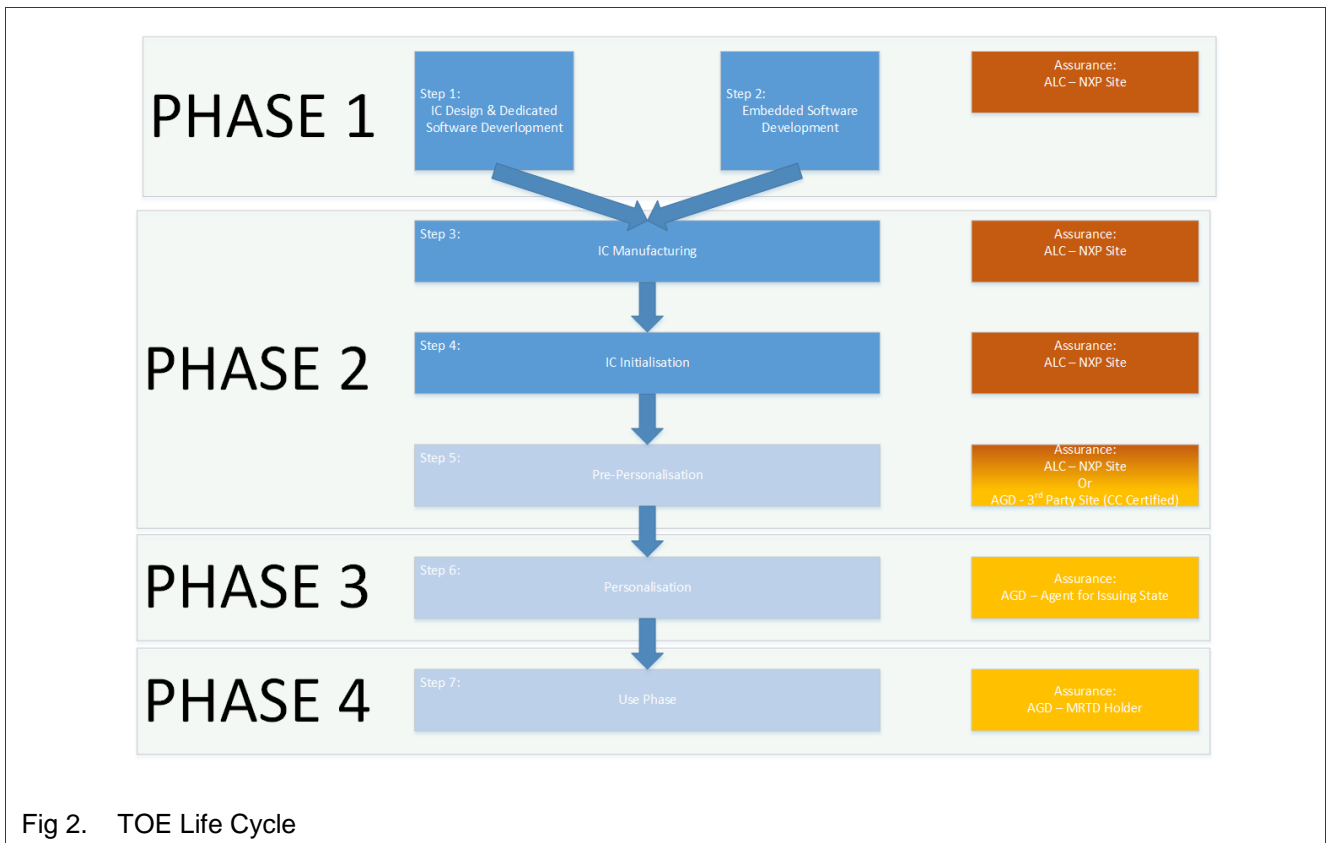 PHASE 1
Step 1:
IC Design & Dedicated
Software Deverlopment
Step 2:
Embedded Software
Development
Assurance:
ALC – NXP Site
PHASE 2
Step 3:
IC Manufacturing
Assurance:
ALC – NXP Site
Step 4:
IC Initialisation
Assurance:
ALC – NXP Site
Step 5:
Pre-Personalisation
Assurance:
ALC – NXP Site
Or
AGD - 3rd Party Site (CC Certified)
PHASE 3
Step 6:
Personalisation
Assurance:
AGD – Agent for Issuing State
PHASE 4
Step 7:
Use Phase
Assurance:
AGD – MRTD Holder
Fig 2. TOE Life Cycle